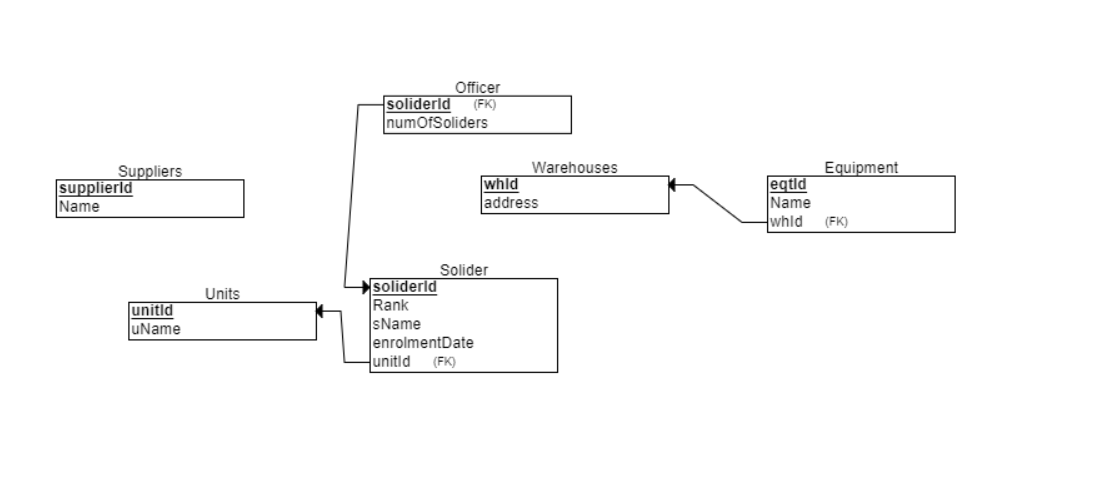 Officer
soliderId (FK)
numOfSoliders
Suppliers
supplierId
Name
Warehouses
whId
address
Equipment
eqtId
Name
whId (FK)
Units
unitId
uName
Solider
soliderId
Rank
sName
enrolmentDate
unitId (FK)